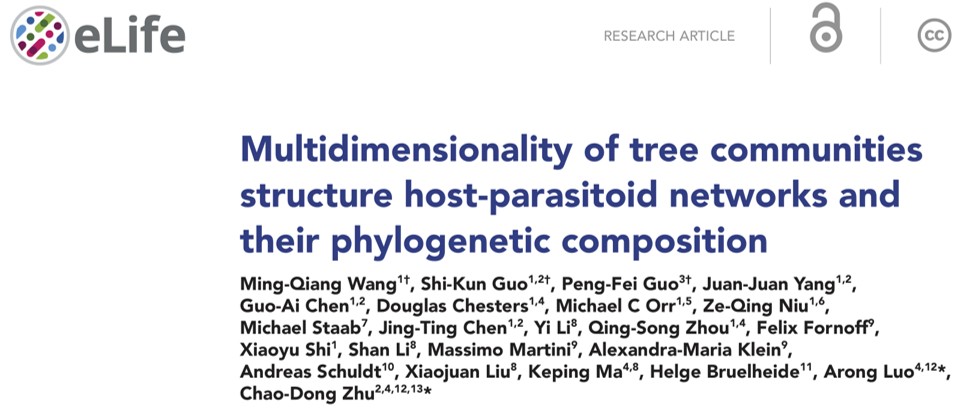 eLife
RESEARCH ARTICLE
cc
Multidimensionality of tree communities
structure host-parasitoid networks and
their phylogenetic composition
Ming-Qiang Wang1†, Shi-Kun Guo1,2†, Peng-Fei Guo3†, Juan-Juan Yang1,2,
Guo-Ai Chen1,2, Douglas Chesters1,4, Michael C Orr1,5, Ze-Qing Niu1,6,
Michael Staab7, Jing-Ting Chen1,2, Yi Li8, Qing-Song Zhou1,4, Felix Fornoff9,
Xiaoyu Shi1, Shan Li8, Massimo Martini9, Alexandra-Maria Klein9,
Andreas Schuldt10, Xiaojuan Liu8, Keping Ma4,8, Helge Bruelheide11, Arong Luo4,12*,
Chao-Dong Zhu2,4,12,13*